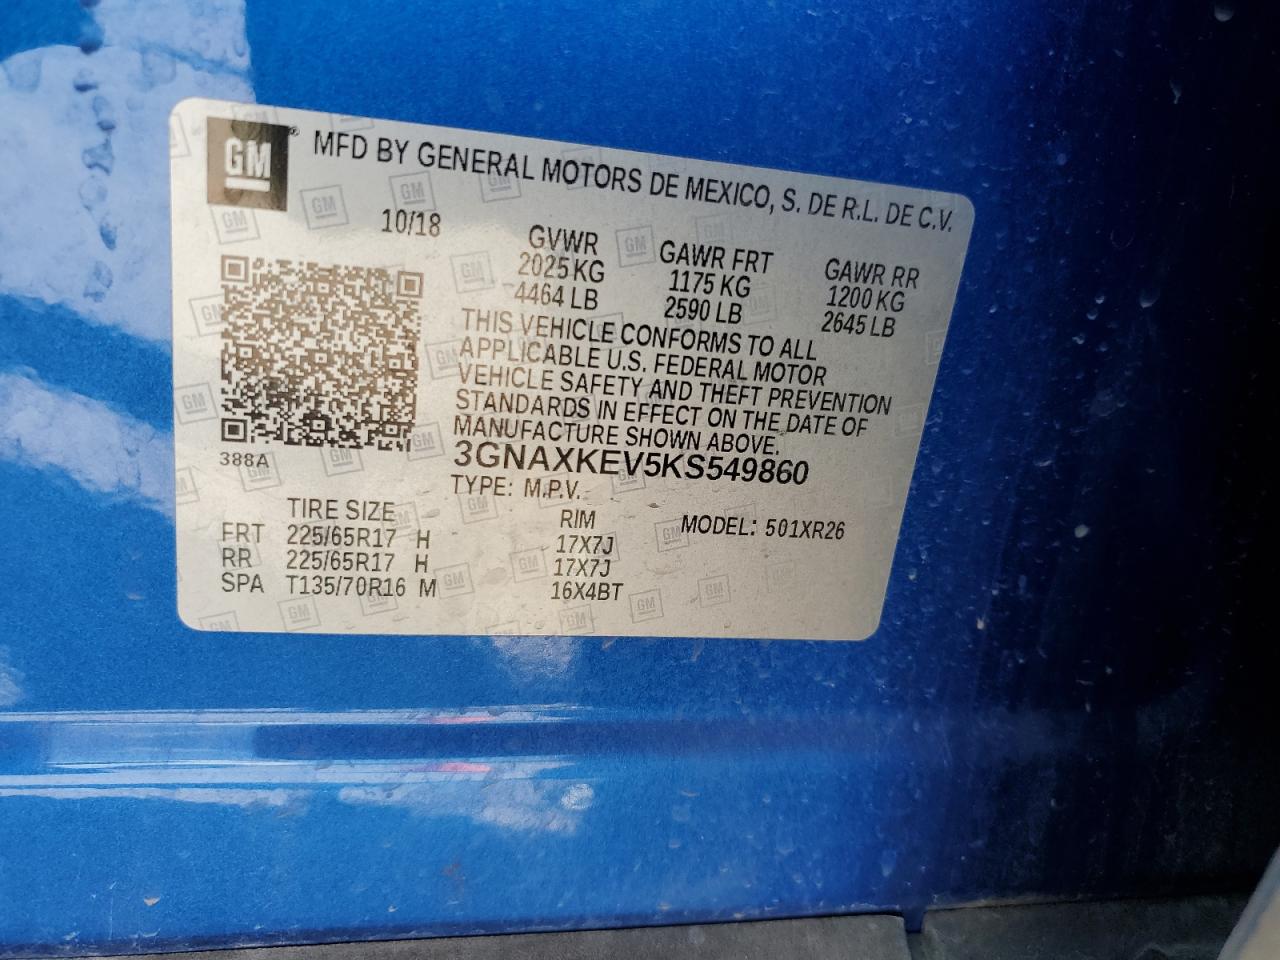 GM® MFD BY GENERAL MOTORS DE MEXICO, S. DE R.L. DE C.V.
10/18 GVWR GAWR FRT GAWR RR
2025 KG 1175 KG 1200 KG
4464 LB 2590 LB 2645 LB
THIS VEHICLE CONFORMS TO ALL
APPLICABLE U.S. FEDERAL MOTOR
VEHICLE SAFETY AND THEFT PREVENTION
STANDARDS IN EFFECT ON THE DATE OF
MANUFACTURE SHOWN ABOVE.
388A
3GNAXKEV5KS549860
TYPE: M.P.V.
TIRE SIZE RIM MODEL: 501XR26
FRT 225/65R17 H 17X7J
RR 225/65R17 H 17X7J
SPA T135/70R16 M 16X4BT